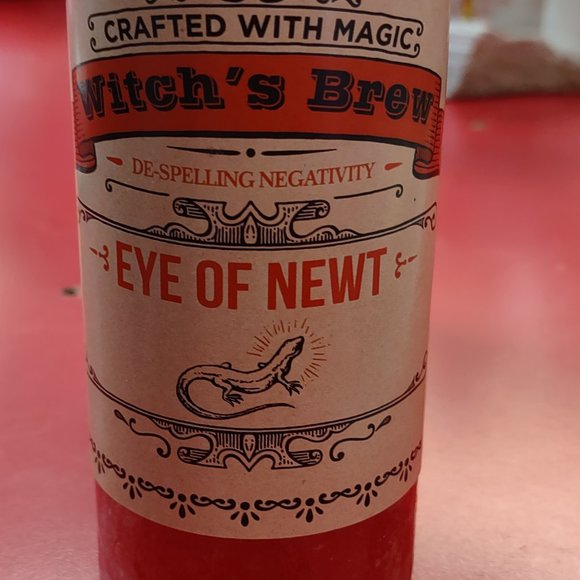 CRAFTED WITH MAGIC
Witch's Brew
DE-SPELLING NEGATIVITY
EYE OF NEWT